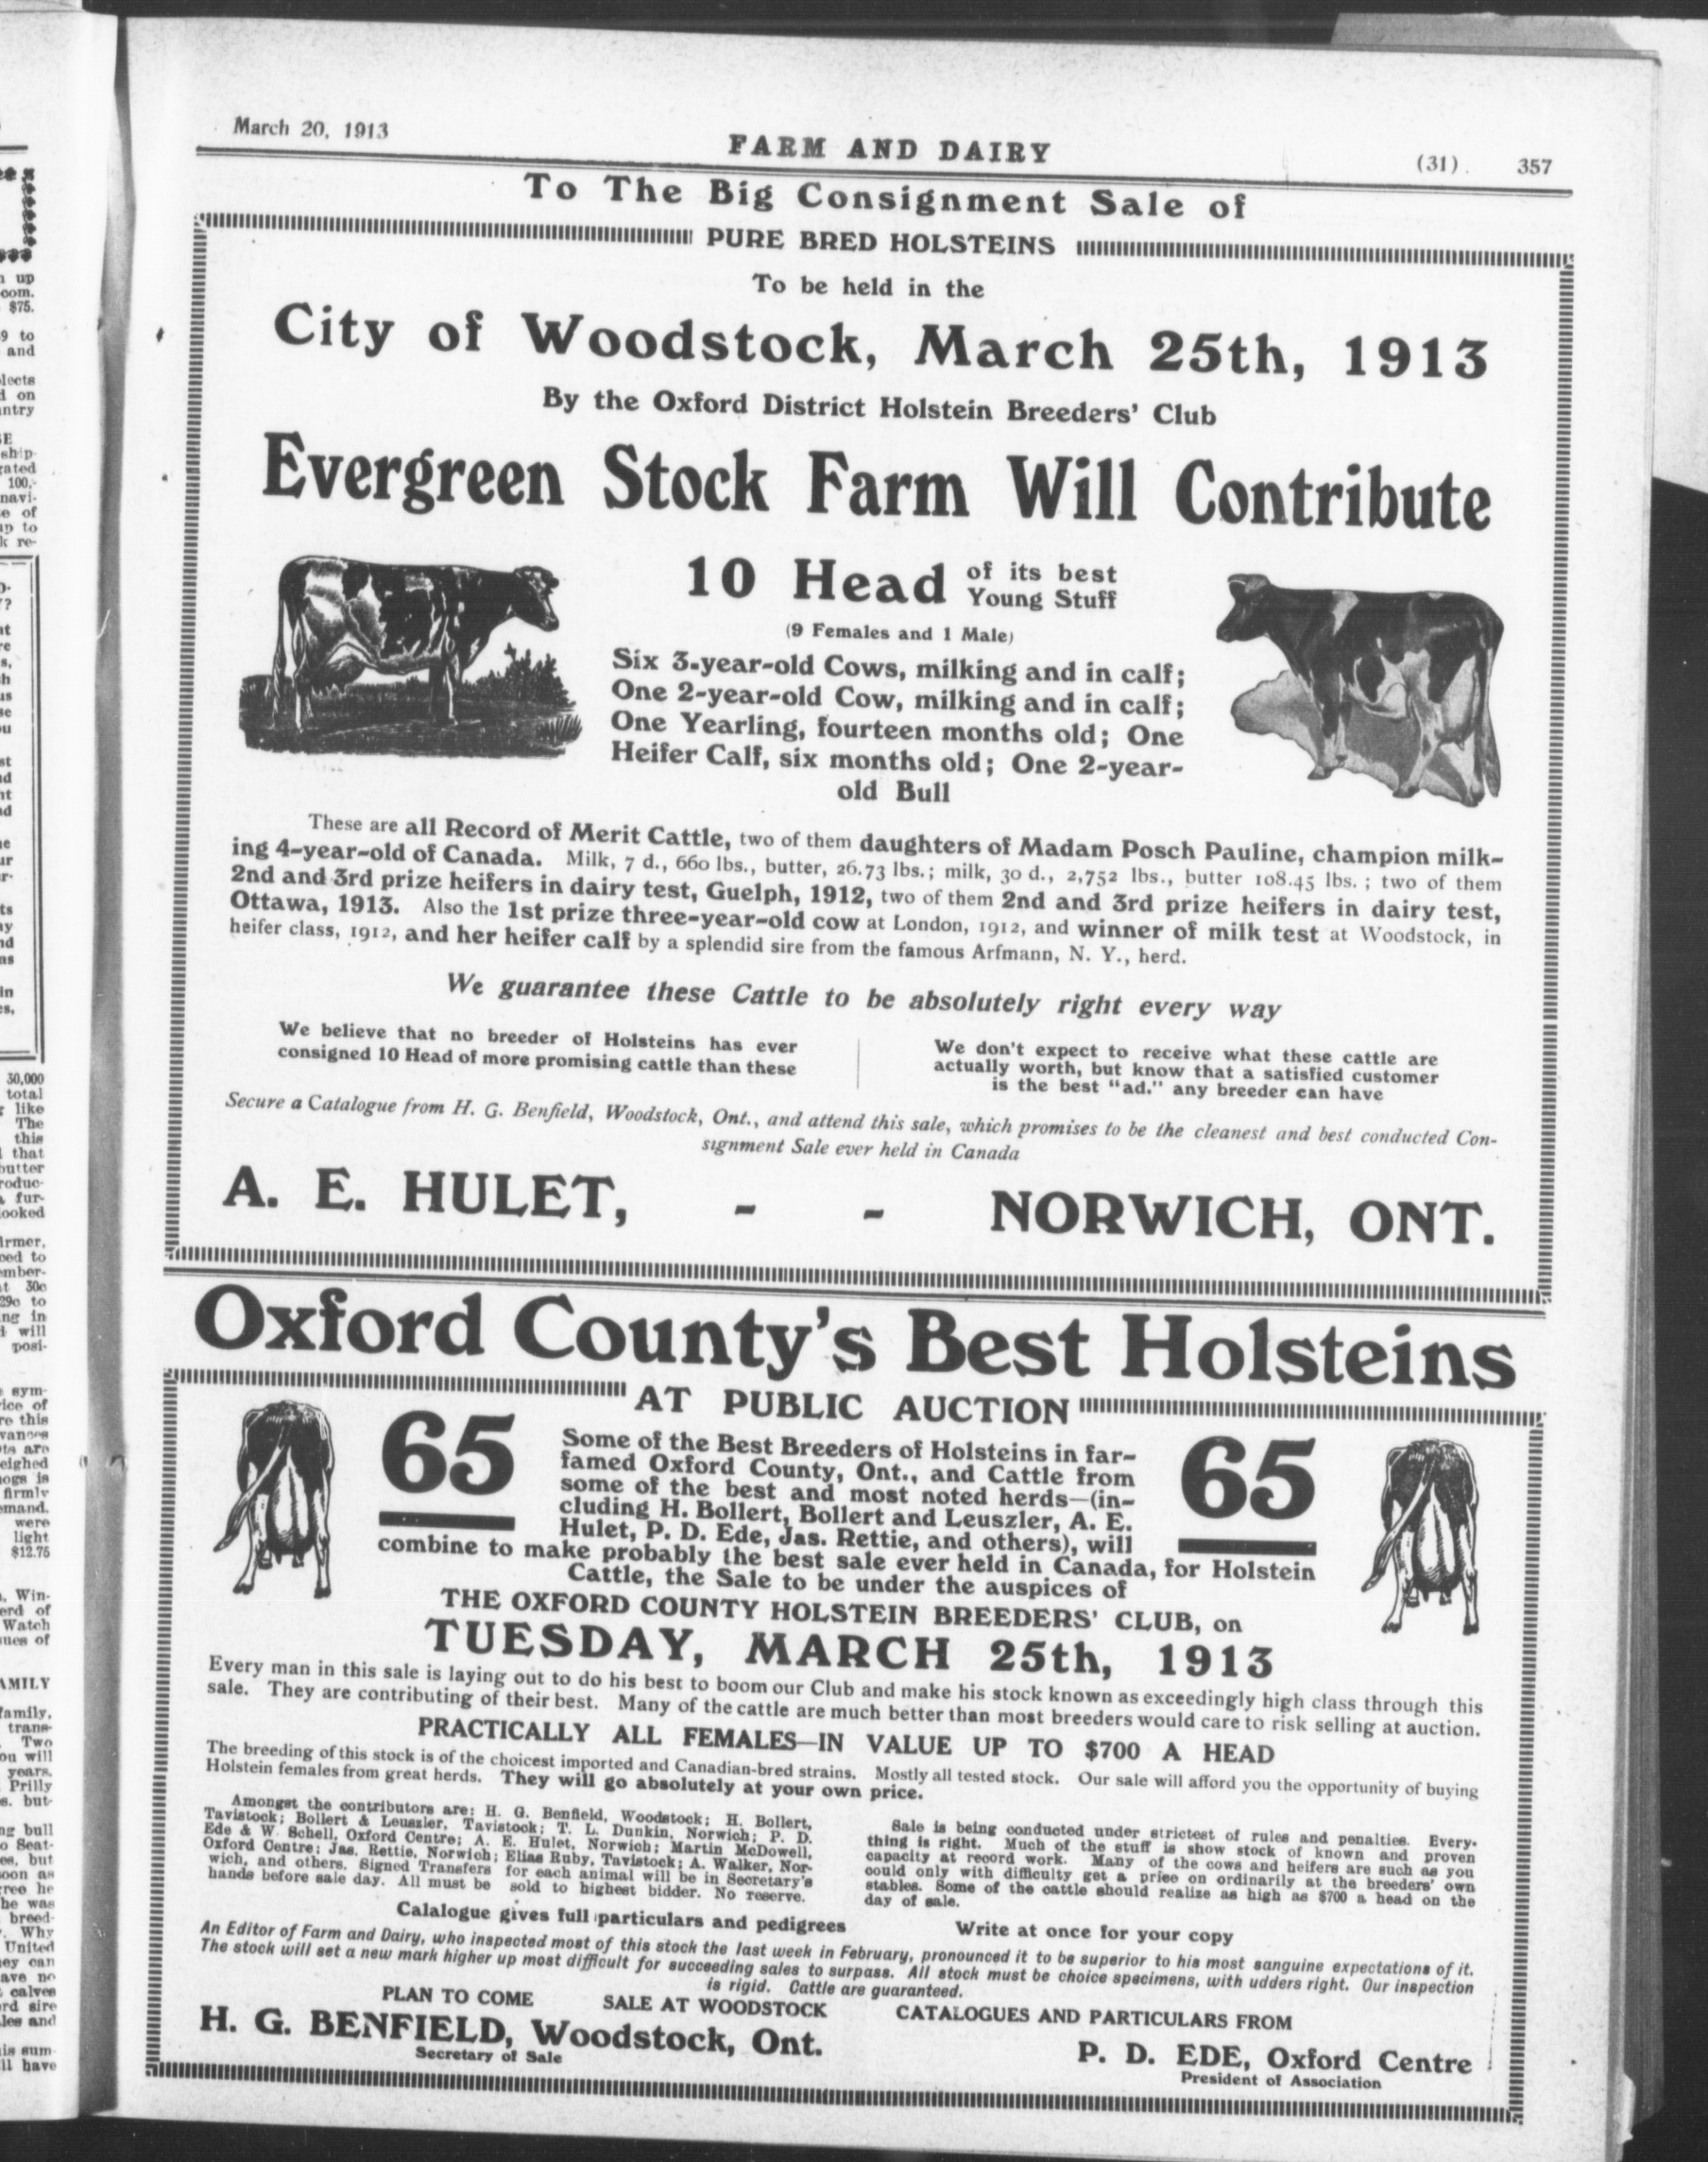 March 20, 1913
FARM AND DAIRY
(31) 357
To The Big Consignment Sale of
PURE BRED HOLSTEINS
To be held in the
City of Woodstock, March 25th, 1913
By the Oxford District Holstein Breeders' Club
Evergreen Stock Farm Will Contribute
10 Head of its best
Young Stuff
(9 Females and 1 Male)
Six 3-year-old Cows, milking and in calf;
One 2-year-old Cow, milking and in calf;
One Yearling, fourteen months old; One
Heifer Calf, six months old; One 2-year-
old Bull
These are all Record of Merit Cattle, two of them daughters of Madam Posch Pauline, champion milk-
ing 4-year-old of Canada. Milk, 7 d., 660 lbs., butter, 26.73 lbs.; milk, 30 d., 2,752 lbs., butter 108.45 lbs.; two of them
2nd and 3rd prize heifers in dairy test, Guelph, 1912, two of them 2nd and 3rd prize heifers in dairy test,
Ottawa, 1913. Also the 1st prize three-year-old cow at London, 1912, and winner of milk test at Woodstock, in
heifer class, 1912, and her heifer calf by a splendid sire from the famous Arfmann, N. Y., herd.
We guarantee these Cattle to be absolutely right every way
We believe that no breeder of Holsteins has ever
consigned 10 Head of more promising cattle than these
We don't expect to receive what these cattle are
actually worth, but know that a satisfied customer
is the best "ad." any breeder can have
Secure a Catalogue from H. G. Benfield, Woodstock, Ont., and attend this sale, which promises to be the cleanest and best conducted Con-
signment Sale ever held in Canada
A. E. HULET, - - NORWICH, ONT.
Oxford County's Best Holsteins
AT PUBLIC AUCTION
65
Some of the Best Breeders of Holsteins in far-
famed Oxford County, Ont., and Cattle from
some of the best and most noted herds—(in-
cluding H. Bollert, Bollert and Leuszler, A. E.
Hulet, P. D. Ede, Jas. Rettie, and others), will
65
combine to make probably the best sale ever held in Canada, for Holstein
Cattle, the Sale to be under the auspices of
THE OXFORD COUNTY HOLSTEIN BREEDERS' CLUB, on
TUESDAY, MARCH 25th, 1913
Every man in this sale is laying out to do his best to boom our Club and make his stock known as exceedingly high class through this
sale. They are contributing of their best. Many of the cattle are much better than most breeders would care to risk selling at auction.
PRACTICALLY ALL FEMALES—IN VALUE UP TO $700 A HEAD
The breeding of this stock is of the choicest imported and Canadian-bred strains. Mostly all tested stock. Our sale will afford you the opportunity of buying
Holstein females from great herds. They will go absolutely at your own price.
Amongst the contributors are: H. G. Benfield, Woodstock; H. Bollert,
Tavistock; Bollert & Leuszler, Tavistock; T. L. Dunkin, Norwich; P. D.
Ede & W. Schell, Oxford Centre; A. E. Hulet, Norwich; Martin McDowell,
Oxford Centre; Jas. Rettie, Norwich; Elias Ruby, Tavistock; A. Walker, Nor-
wich, and others. Signed Transfers for each animal will be in Secretary's
hands before sale day. All must be sold to highest bidder. No reserve.
Sale is being conducted under strictest of rules and penalties. Every-
thing is right. Much of the stuff is show stock of known and proven
capacity at record work. Many of the cows and heifers are such as you
could only with difficulty get a price on ordinarily at the breeders' own
stables. Some of the cattle should realize as high as $700 a head on the
day of sale.
Calalogue gives full particulars and pedigrees
Write at once for your copy
An Editor of Farm and Dairy, who inspected most of this stock the last week in February, pronounced it to be superior to his most sanguine expectations of it.
The stock will set a new mark higher up most difficult for succeeding sales to surpass. All stock must be choice specimens, with udders right. Our inspection
is rigid. Cattle are guaranteed.
PLAN TO COME SALE AT WOODSTOCK CATALOGUES AND PARTICULARS FROM
H. G. BENFIELD, Woodstock, Ont.
Secretary of Sale
P. D. EDE, Oxford Centre
President of Association